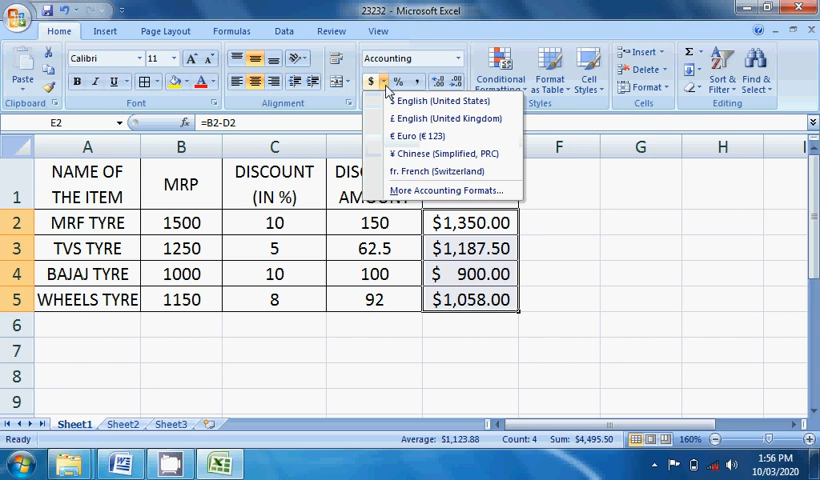 23232 - Microsoft Excel
Home Insert Page Layout Formulas Data Review View
Paste
Clipboard
Calibri 11
B I U
Font
Alignment
Accounting
$ % ,
Conditional Formatting
Format as Table
Cell Styles
Styles
Insert
Delete
Format
Cells
Σ
Sort & Filter
Find & Select
Editing
$ English (United States)
£ English (United Kingdom)
€ Euro (€ 123)
¥ Chinese (Simplified, PRC)
fr. French (Switzerland)
More Accounting Formats...
E2 fx =B2-D2
A B C F G H I
1 NAME OF THE ITEM MRP DISCOUNT (IN %)
2 MRF TYRE 1500 10 150 $1,350.00
3 TVS TYRE 1250 5 62.5 $1,187.50
4 BAJAJ TYRE 1000 10 100 $ 900.00
5 WHEELS TYRE 1150 8 92 $1,058.00
6
7
8
9
Sheet1 Sheet2 Sheet3
Ready Average: $1,123.88 Count: 4 Sum: $4,495.50 160%
1:56 PM
10/03/2020